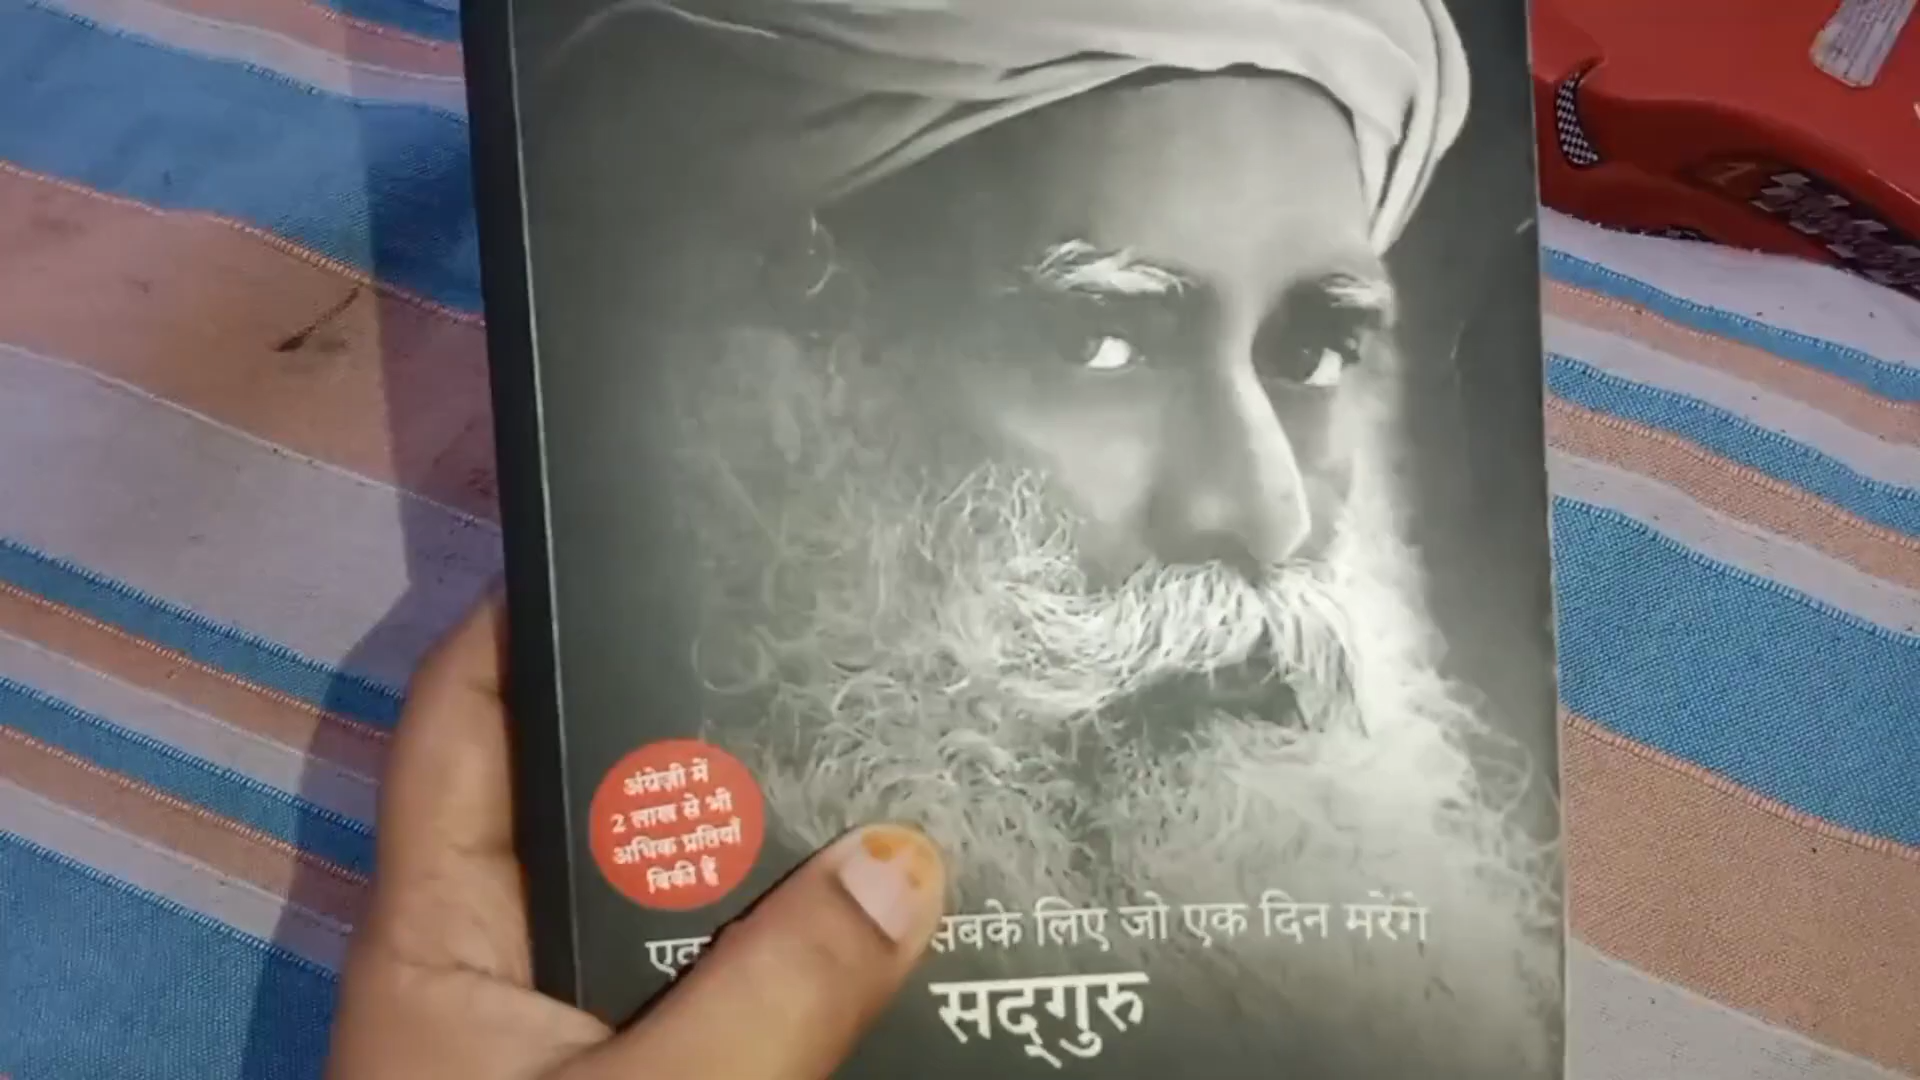 अंग्रेज़ी में
2 लाख से भी
अधिक प्रतियाँ
बिकी हैं
सबके लिए जो एक दिन मरेंगे
सद्गुरु